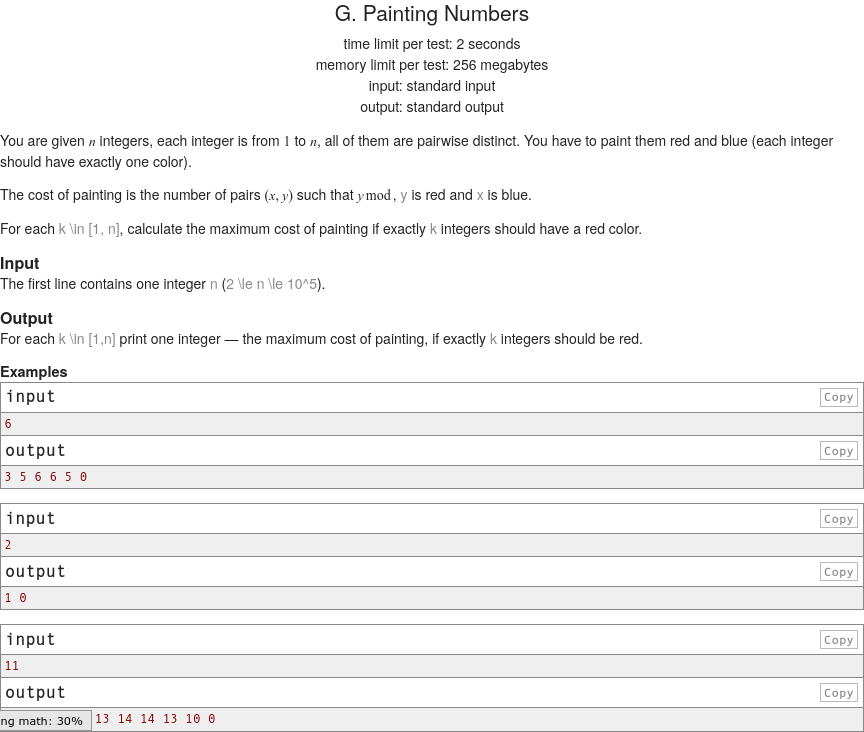 G. Painting Numbers
time limit per test: 2 seconds
memory limit per test: 256 megabytes
input: standard input
output: standard output
You are given n integers, each integer is from 1 to n, all of them are pairwise distinct. You have to paint them red and blue (each integer
should have exactly one color).
The cost of painting is the number of pairs (x, y) such that y mod , y is red and x is blue.
For each k \in [1, n], calculate the maximum cost of painting if exactly k integers should have a red color.
Input
The first line contains one integer n (2 \le n \le 10^5).
Output
For each k \in [1,n] print one integer — the maximum cost of painting, if exactly k integers should be red.
Examples
input Copy
6
output Copy
3 5 6 6 5 0
input Copy
2
output Copy
1 0
input Copy
11
output Copy
ng math: 30% 13 14 14 13 10 0